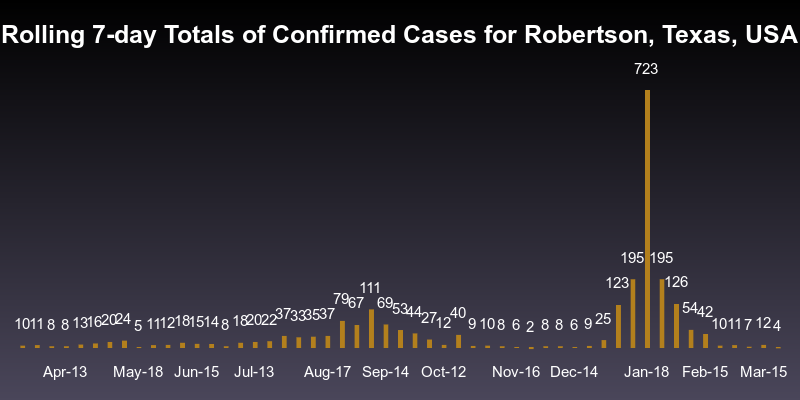 Rolling 7-day Totals of Confirmed Cases for Robertson, Texas, USA
723
195 195
123 126
111
79 67 69 53 44 54 42
10 11 8 8 13 16 20 24 5 11 12 18 15 14 8 18 20 22 37 33 35 37 27 12 40 9 10 8 6 2 8 8 6 9 25 10 11 7 12 4
Apr-13 May-18 Jun-15 Jul-13 Aug-17 Sep-14 Oct-12 Nov-16 Dec-14 Jan-18 Feb-15 Mar-15